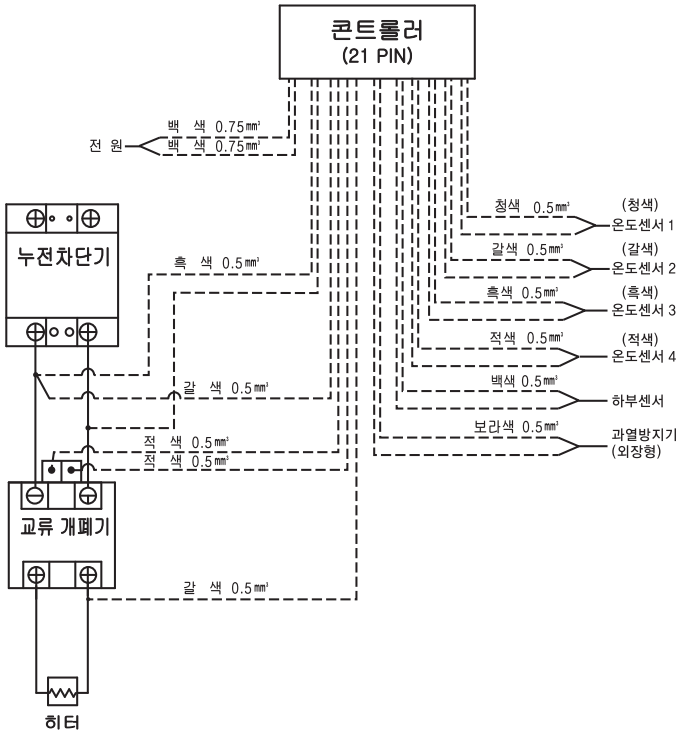 콘트롤러
(21 PIN)
백 색 0.75㎟
전 원
백 색 0.75㎟
청색 0.5㎟
(청색)
온도센서 1
갈색 0.5㎟
(갈색)
온도센서 2
누전차단기
흑 색 0.5㎟
흑색 0.5㎟
(흑색)
온도센서 3
적색 0.5㎟
(적색)
온도센서 4
갈 색 0.5㎟
백색 0.5㎟
하부센서
보라색 0.5㎟
과열방지기
(외장형)
적 색 0.5㎟
적 색 0.5㎟
교류 개폐기
갈 색 0.5㎟
히터